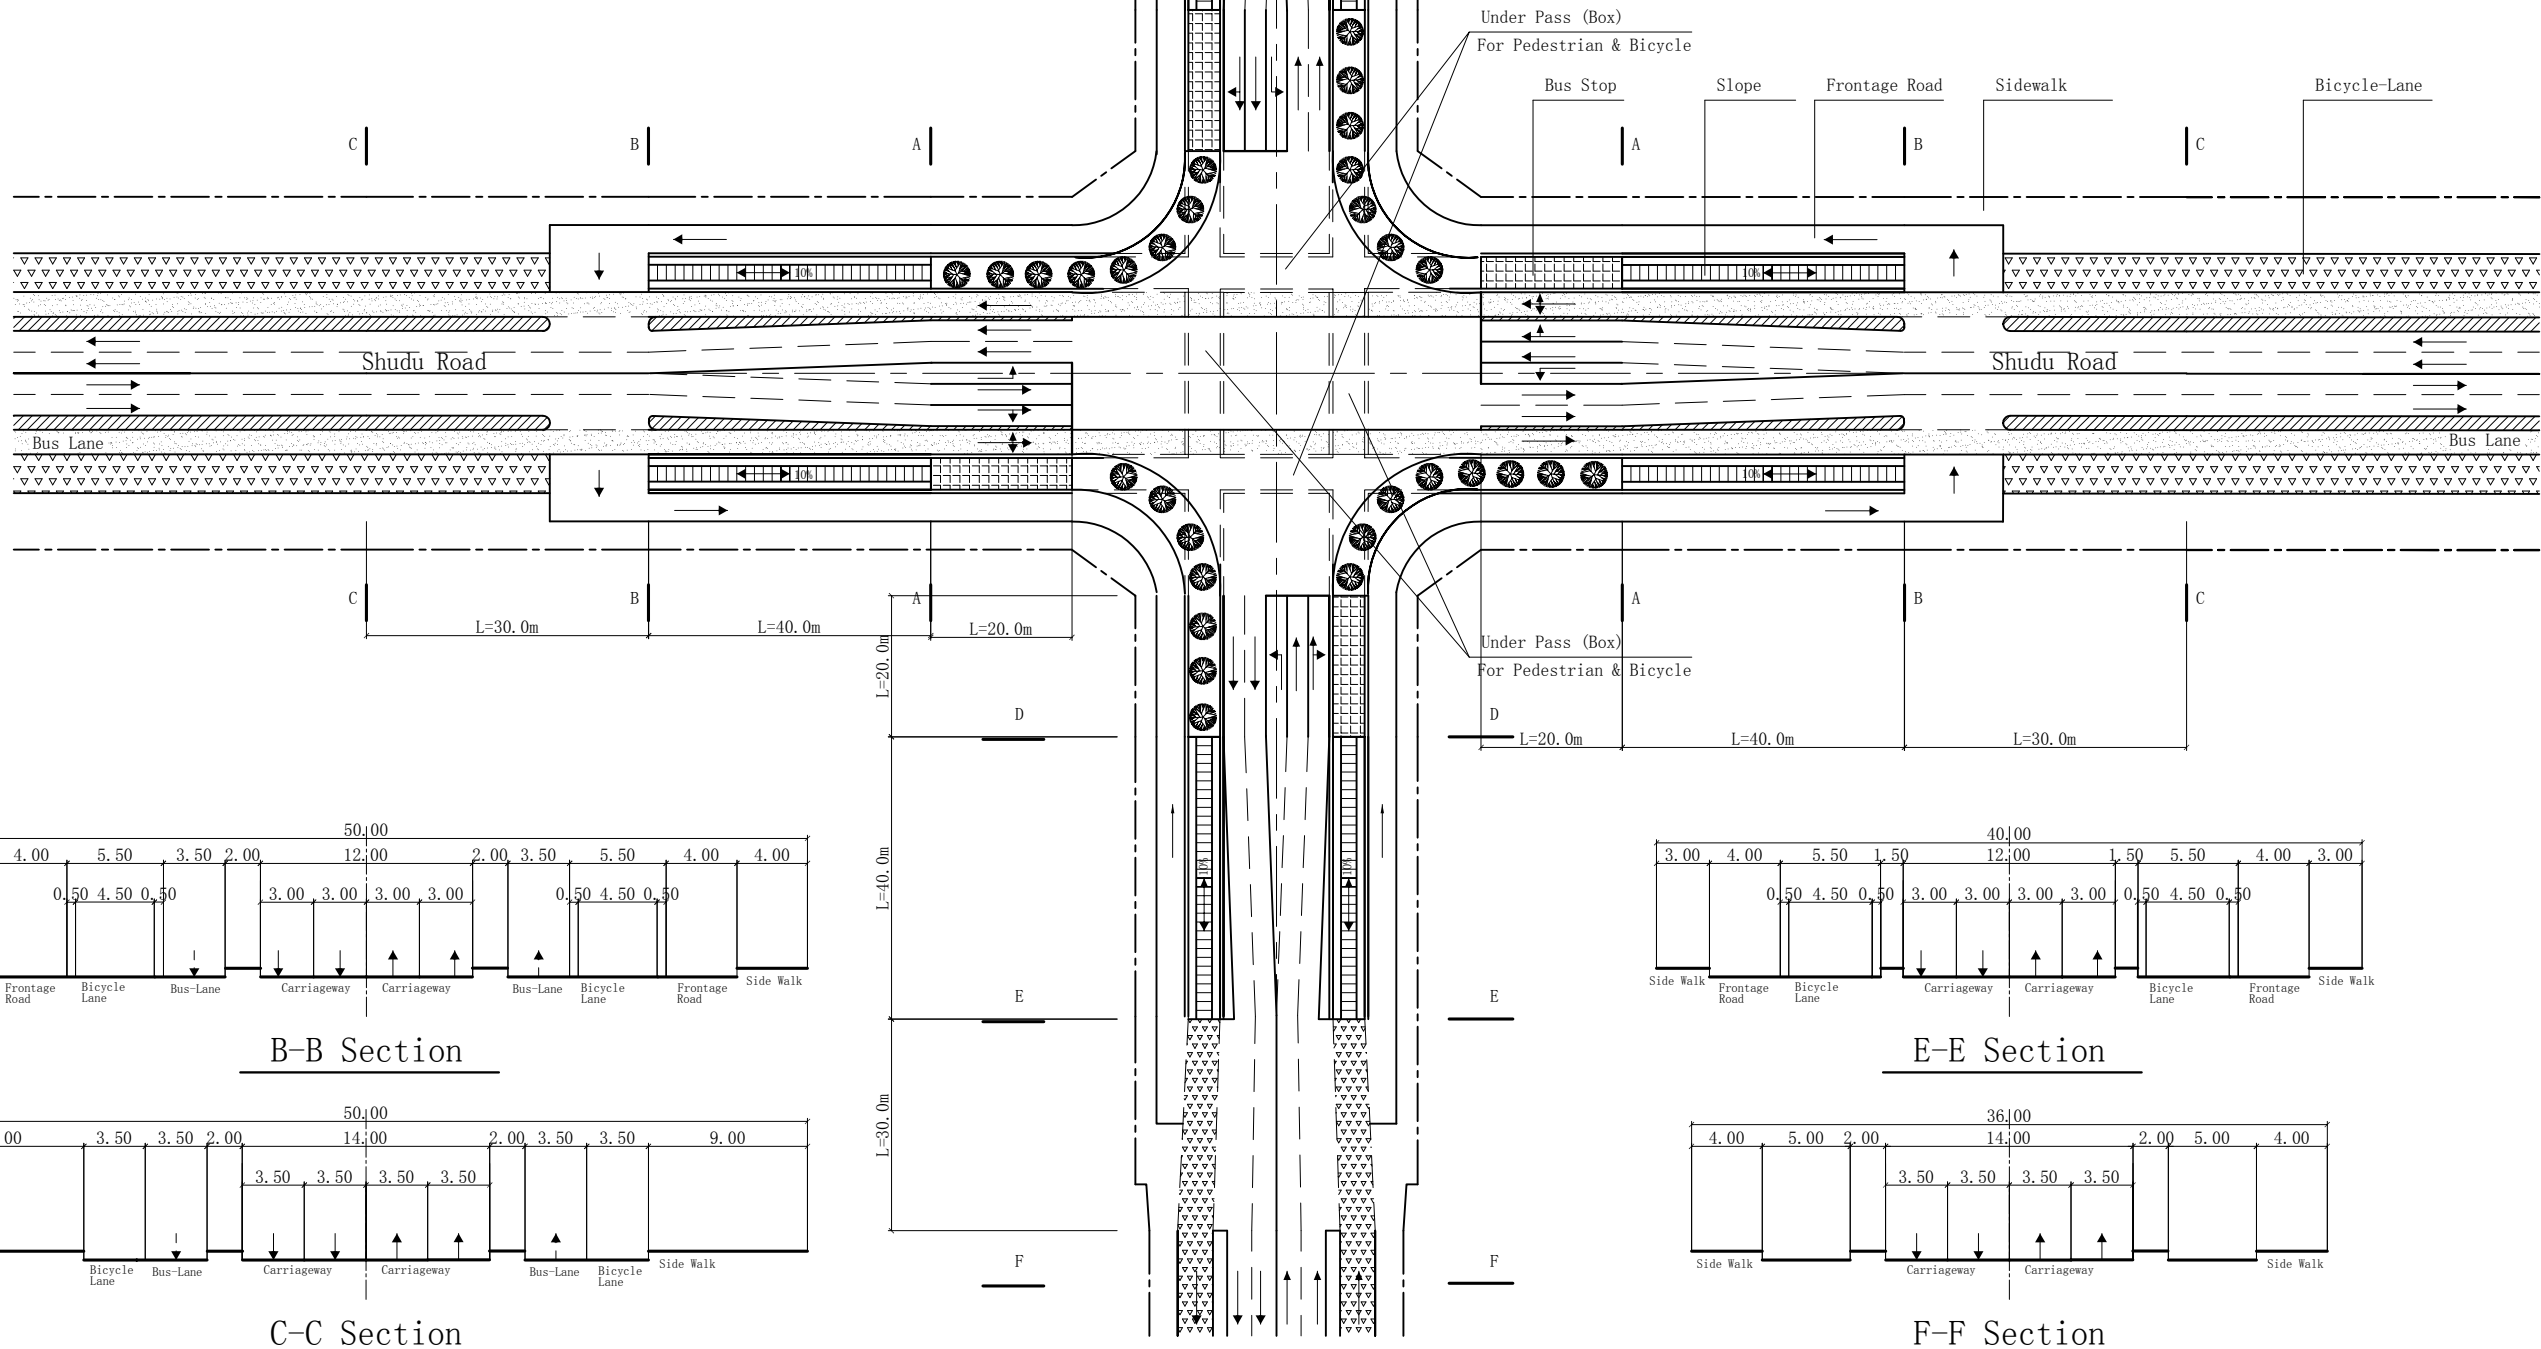 Under Pass (Box)
For Pedestrian & Bicycle
Bus Stop
Slope
Frontage Road
Sidewalk
Bicycle-Lane
C
B
A
A
B
C
10%
10%
Shudu Road
Shudu Road
Bus Lane
Bus Lane
10%
10%
C
B
A
A
B
C
L=30.0m
L=40.0m
L=20.0m
L=20.0m
Under Pass (Box)
For Pedestrian & Bicycle
D
D
L=20.0m
L=40.0m
L=30.0m
L=40.0m
10%
10%
E
E
L=30.0m
F
F
50.00
4.00 5.50 3.50 2.00 12.00 2.00 3.50 5.50 4.00 4.00
0.50 4.50 0.50 3.00 3.00 3.00 3.00 0.50 4.50 0.50
Frontage Road
Bicycle Lane
Bus-Lane
Carriageway
Carriageway
Bus-Lane
Bicycle Lane
Frontage Road
Side Walk
B-B Section
50.00
00 3.50 3.50 2.00 14.00 2.00 3.50 3.50 9.00
3.50 3.50 3.50 3.50
Bicycle Lane
Bus-Lane
Carriageway
Carriageway
Bus-Lane
Bicycle Lane
Side Walk
C-C Section
40.00
3.00 4.00 5.50 1.50 12.00 1.50 5.50 4.00 3.00
0.50 4.50 0.50 3.00 3.00 3.00 3.00 0.50 4.50 0.50
Side Walk
Frontage Road
Bicycle Lane
Carriageway
Carriageway
Bicycle Lane
Frontage Road
Side Walk
E-E Section
36.00
4.00 5.00 2.00 14.00 2.00 5.00 4.00
3.50 3.50 3.50 3.50
Side Walk
Carriageway
Carriageway
Side Walk
F-F Section